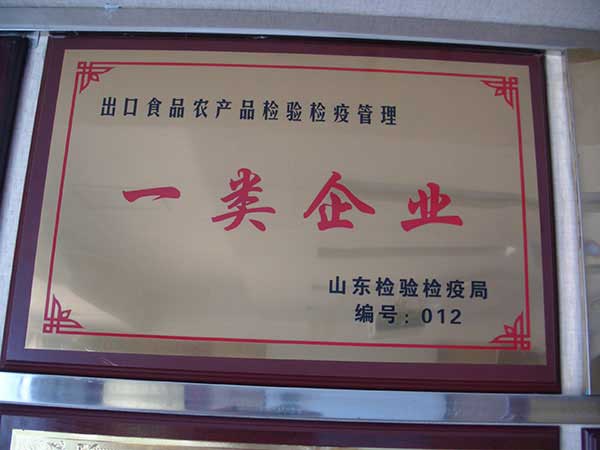 出口食品农产品检验检疫管理
一类企业
山东检验检疫局
编号：012